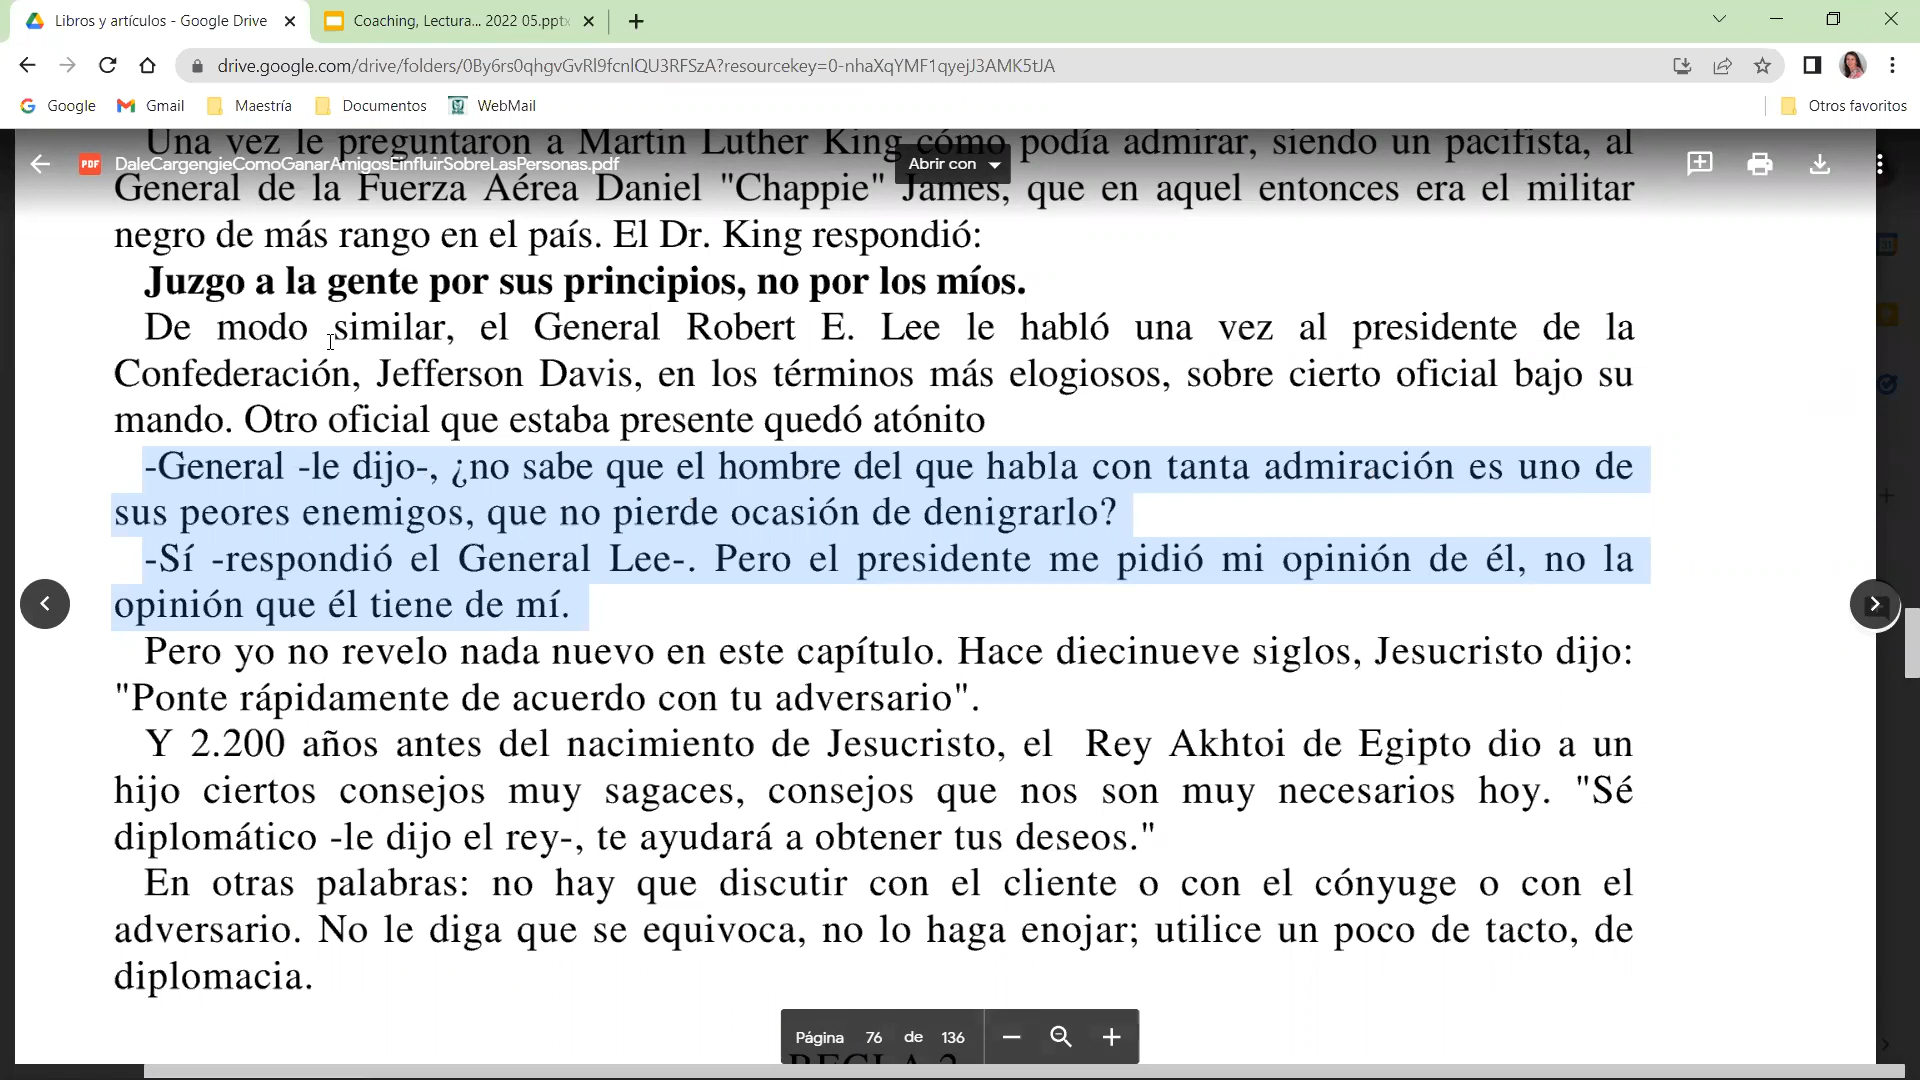 Libros y artículos - Google Drive
Coaching, Lectura... 2022 05.pptx
drive.google.com/drive/folders/0By6rs0qhgvGvRl9fcnlQU3RFSzA?resourcekey=0-nhaXqYMF1qyejJ3AMK5tJA
Google Gmail Maestría Documentos WebMail Otros favoritos
Una vez le preguntaron a Martin Luther King cómo podía admirar, siendo un pacifista, al
PDF DaleCargengieComoGanarAmigosEinfluirSobreLasPersonas.pdf Abrir con
General de la Fuerza Aérea Daniel "Chappie" James, que en aquel entonces era el militar
negro de más rango en el país. El Dr. King respondió:
Juzgo a la gente por sus principios, no por los míos.
De modo similar, el General Robert E. Lee le habló una vez al presidente de la
Confederación, Jefferson Davis, en los términos más elogiosos, sobre cierto oficial bajo su
mando. Otro oficial que estaba presente quedó atónito
-General -le dijo-, ¿no sabe que el hombre del que habla con tanta admiración es uno de
sus peores enemigos, que no pierde ocasión de denigrarlo?
-Sí -respondió el General Lee-. Pero el presidente me pidió mi opinión de él, no la
opinión que él tiene de mí.
Pero yo no revelo nada nuevo en este capítulo. Hace diecinueve siglos, Jesucristo dijo:
"Ponte rápidamente de acuerdo con tu adversario".
Y 2.200 años antes del nacimiento de Jesucristo, el Rey Akhtoi de Egipto dio a un
hijo ciertos consejos muy sagaces, consejos que nos son muy necesarios hoy. "Sé
diplomático -le dijo el rey-, te ayudará a obtener tus deseos."
En otras palabras: no hay que discutir con el cliente o con el cónyuge o con el
adversario. No le diga que se equivoca, no lo haga enojar; utilice un poco de tacto, de
diplomacia.
Página 76 de 136
REGLA 2